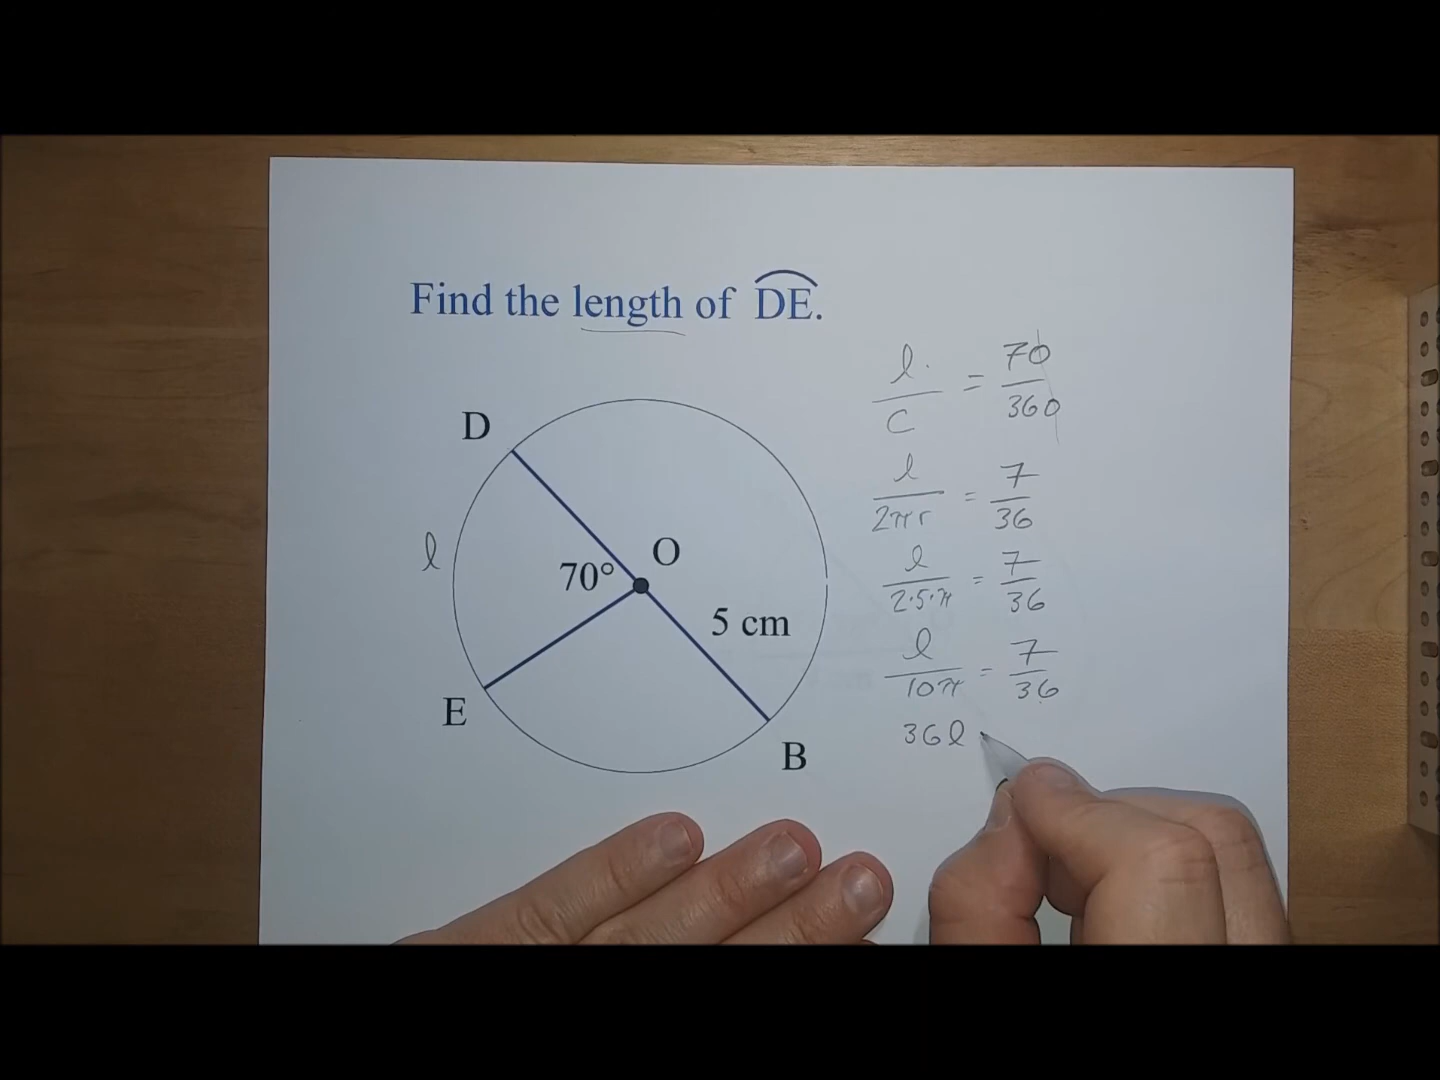 Find the length of DE.
l / C = 70 / 360
l / 2πr = 7 / 36
l / 2·5·π = 7 / 36
l / 10π = 7 / 36
36l
D
l
70°
O
5 cm
E
B